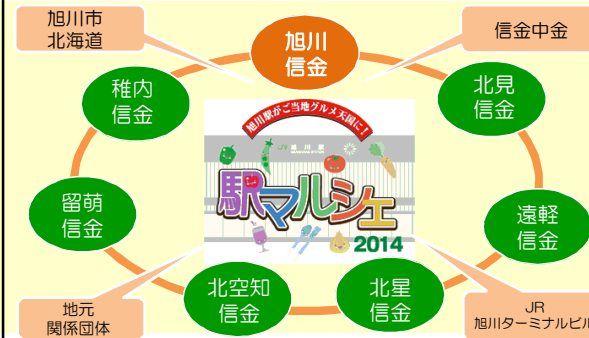 旭川市
北海道
旭川
信金
信金中金
稚内
信金
北見
信金
旭川駅がご当地グルメ天国に！
旭川駅
駅マルシェ
2014
留萌
信金
遠軽
信金
北空知
信金
北星
信金
地元
関係団体
JR
旭川ターミナルビル